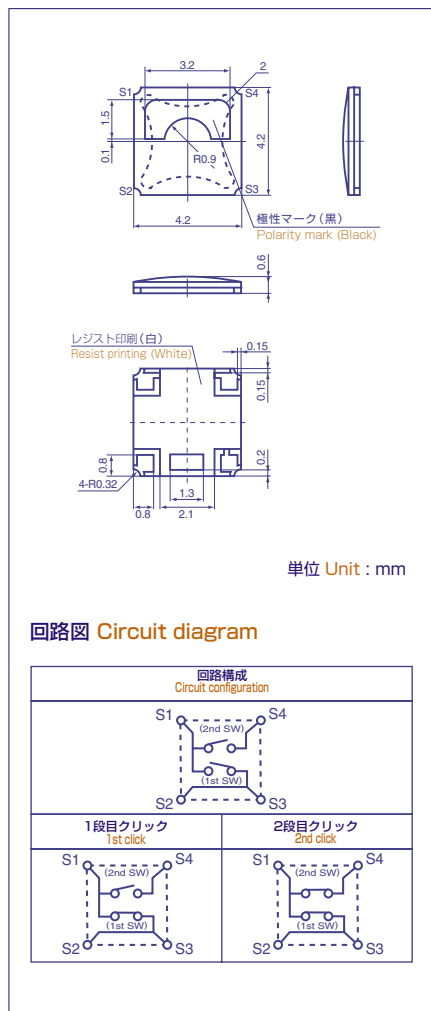 3.2
2
S1
S4
1.5
0.1
R0.9
4.2
S2
S3
4.2
極性マーク(黒)
Polarity mark (Black)
0.6
レジスト印刷(白)
Resist printing (White)
0.15
0.15
0.8
0.2
4-R0.32
1.3
0.8
2.1
単位 Unit : mm
回路図 Circuit diagram
回路構成
Circuit configuration
S1
S4
(2nd SW)
(1st SW)
S2
S3
1段目クリック
1st click
2段目クリック
2nd click
S1
S4
(2nd SW)
(1st SW)
S2
S3
S1
S4
(2nd SW)
(1st SW)
S2
S3